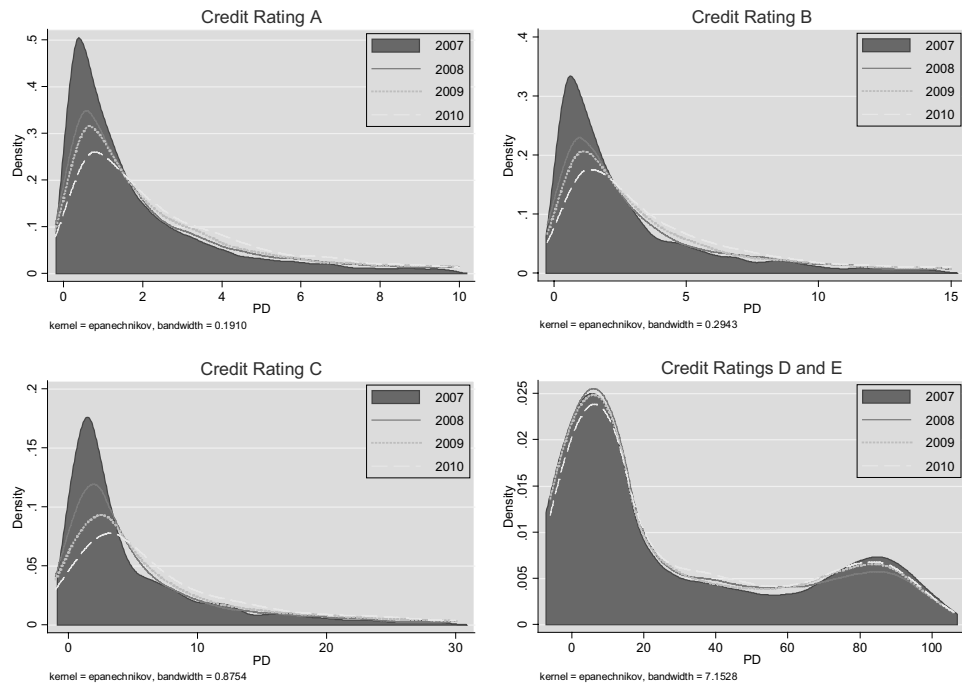 Credit Rating A
2007
2008
2009
2010
Density
.5
.4
.3
.2
.1
0
0 2 4 6 8 10
PD
kernel = epanechnikov, bandwidth = 0.1910
Credit Rating B
2007
2008
2009
2010
Density
.4
.3
.2
.1
0
0 5 10 15
PD
kernel = epanechnikov, bandwidth = 0.2943
Credit Rating C
2007
2008
2009
2010
Density
.2
.15
.1
.05
0
0 10 20 30
PD
kernel = epanechnikov, bandwidth = 0.8754
Credit Ratings D and E
2007
2008
2009
2010
Density
.025
.02
.015
.01
.005
0
0 20 40 60 80 100
PD
kernel = epanechnikov, bandwidth = 7.1528